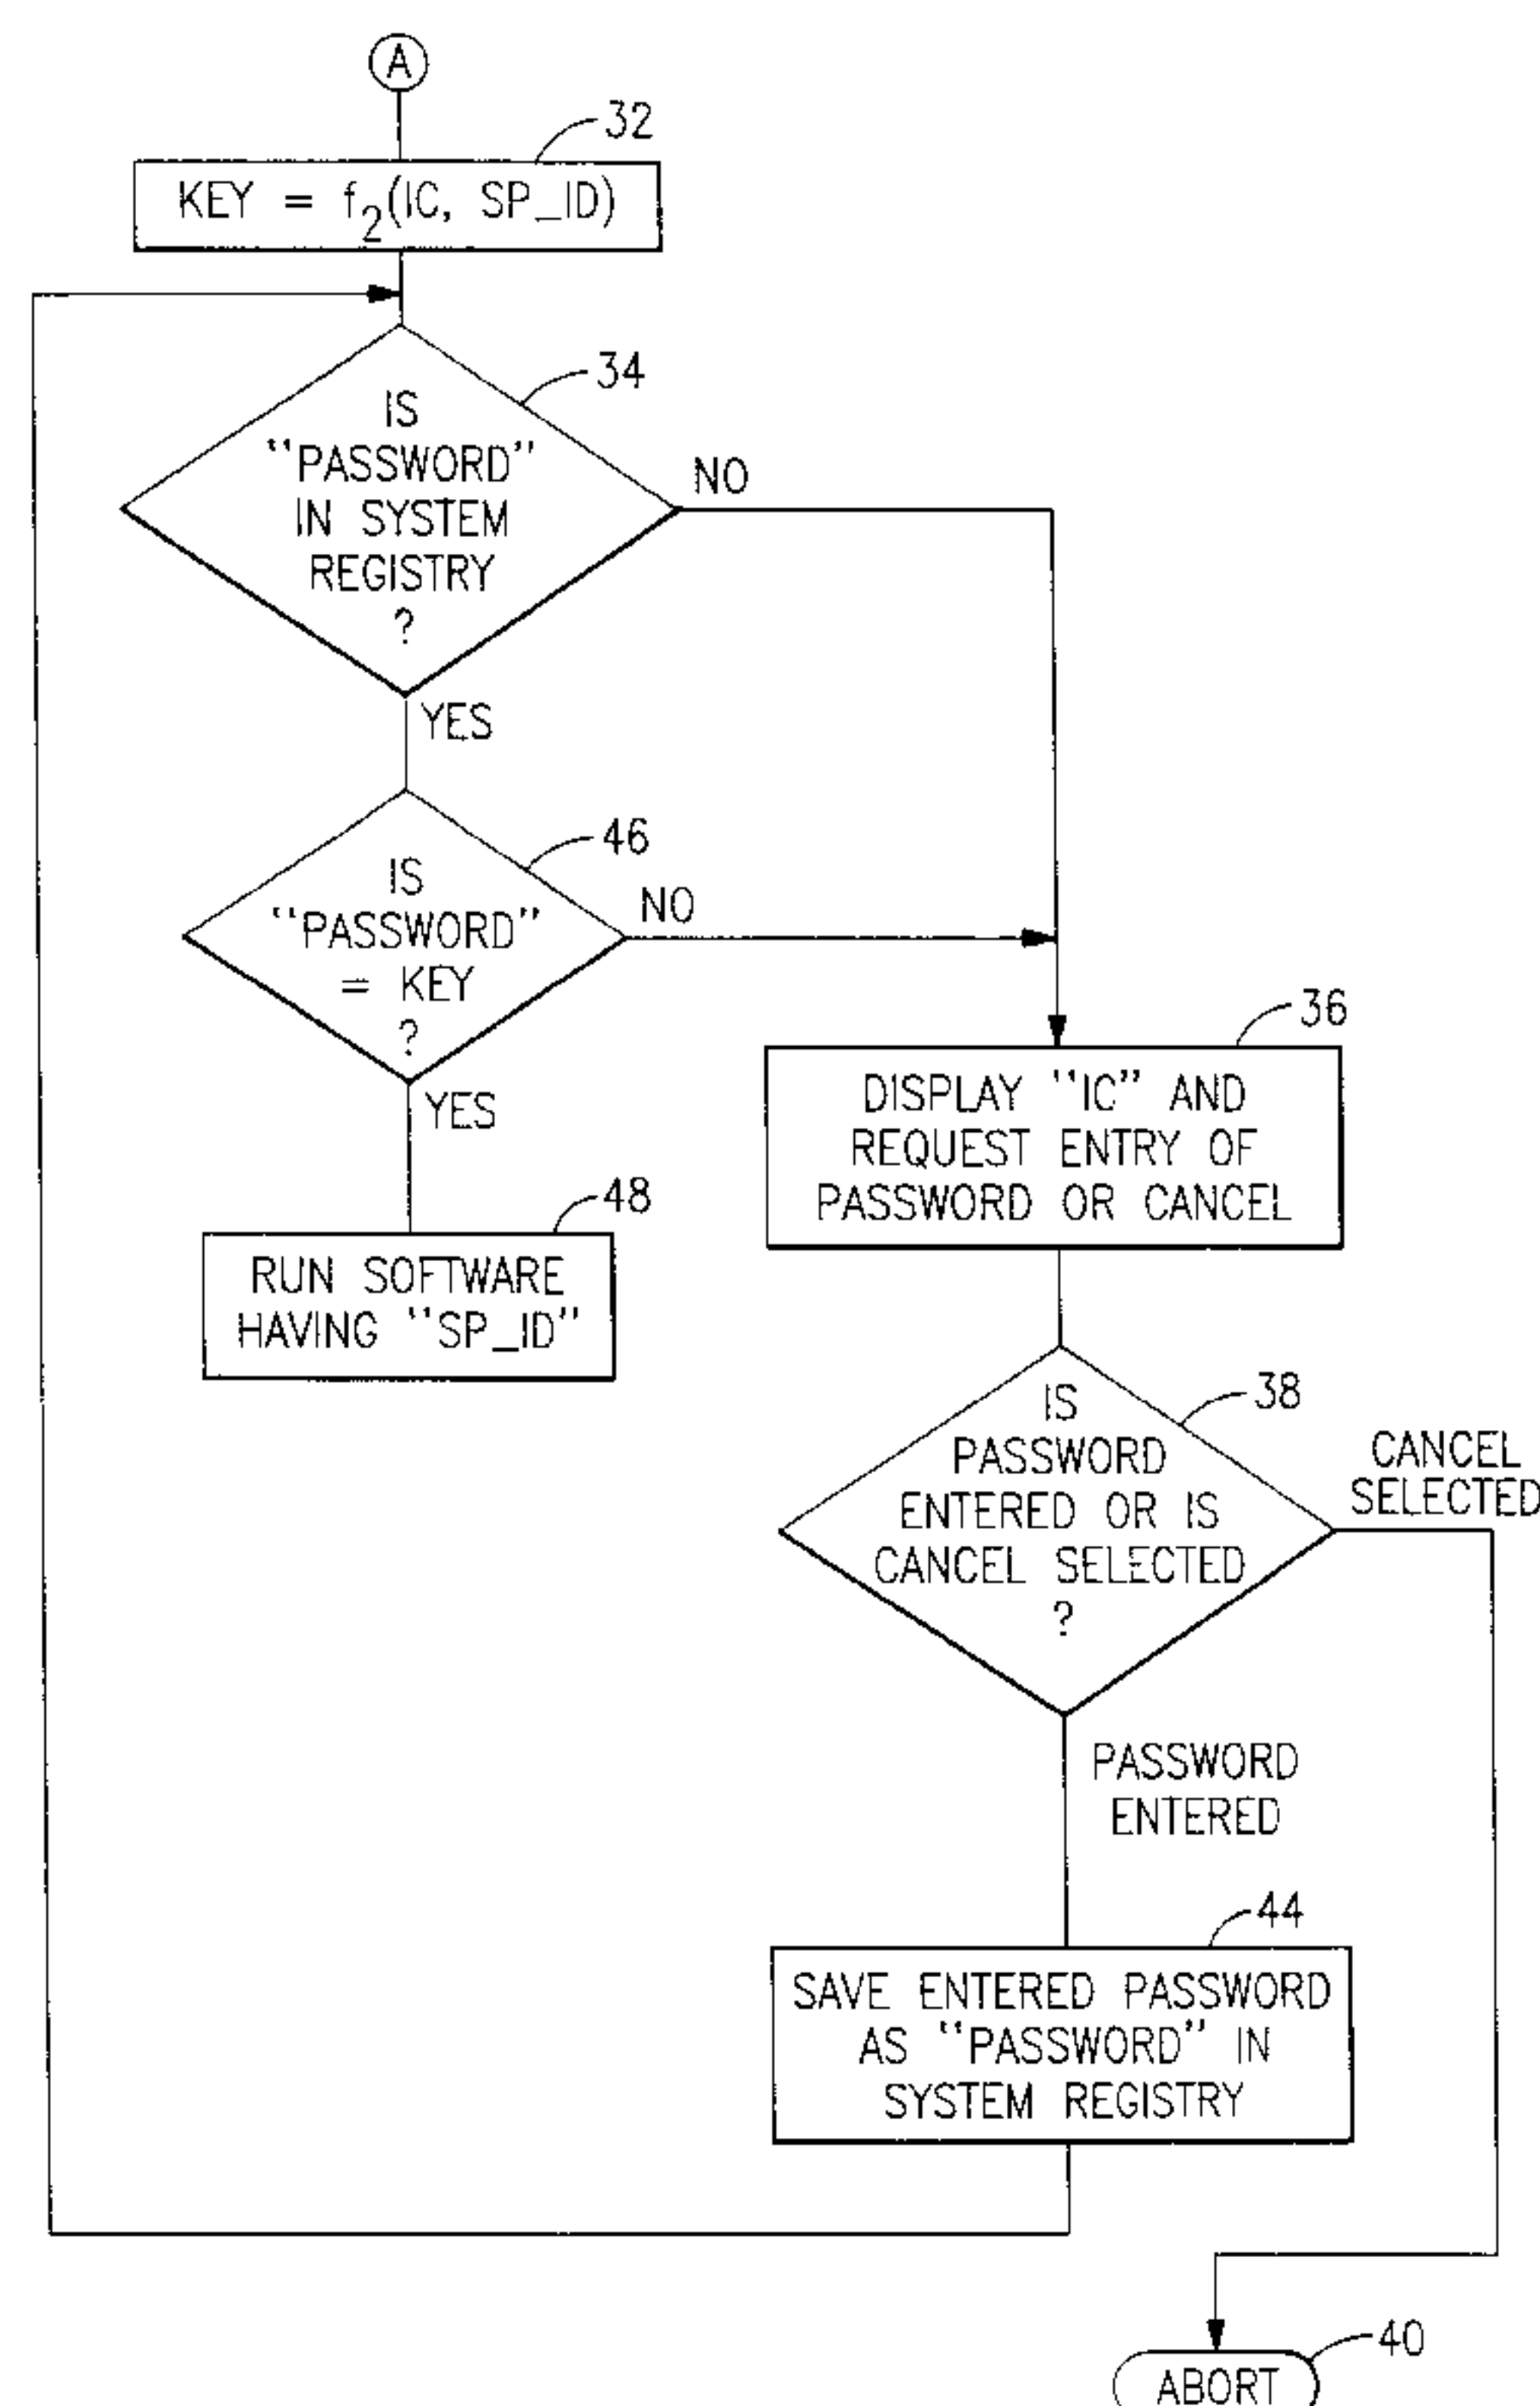 A
32
KEY = f2(IC, SP_ID)
34
IS
"PASSWORD"
IN SYSTEM
REGISTRY
?
NO
YES
46
IS
"PASSWORD"
= KEY
?
NO
YES
36
DISPLAY "IC" AND
REQUEST ENTRY OF
PASSWORD OR CANCEL
48
RUN SOFTWARE
HAVING "SP_ID"
38
IS
PASSWORD
ENTERED OR IS
CANCEL SELECTED
?
CANCEL
SELECTED
PASSWORD
ENTERED
44
SAVE ENTERED PASSWORD
AS "PASSWORD" IN
SYSTEM REGISTRY
40
ABORT